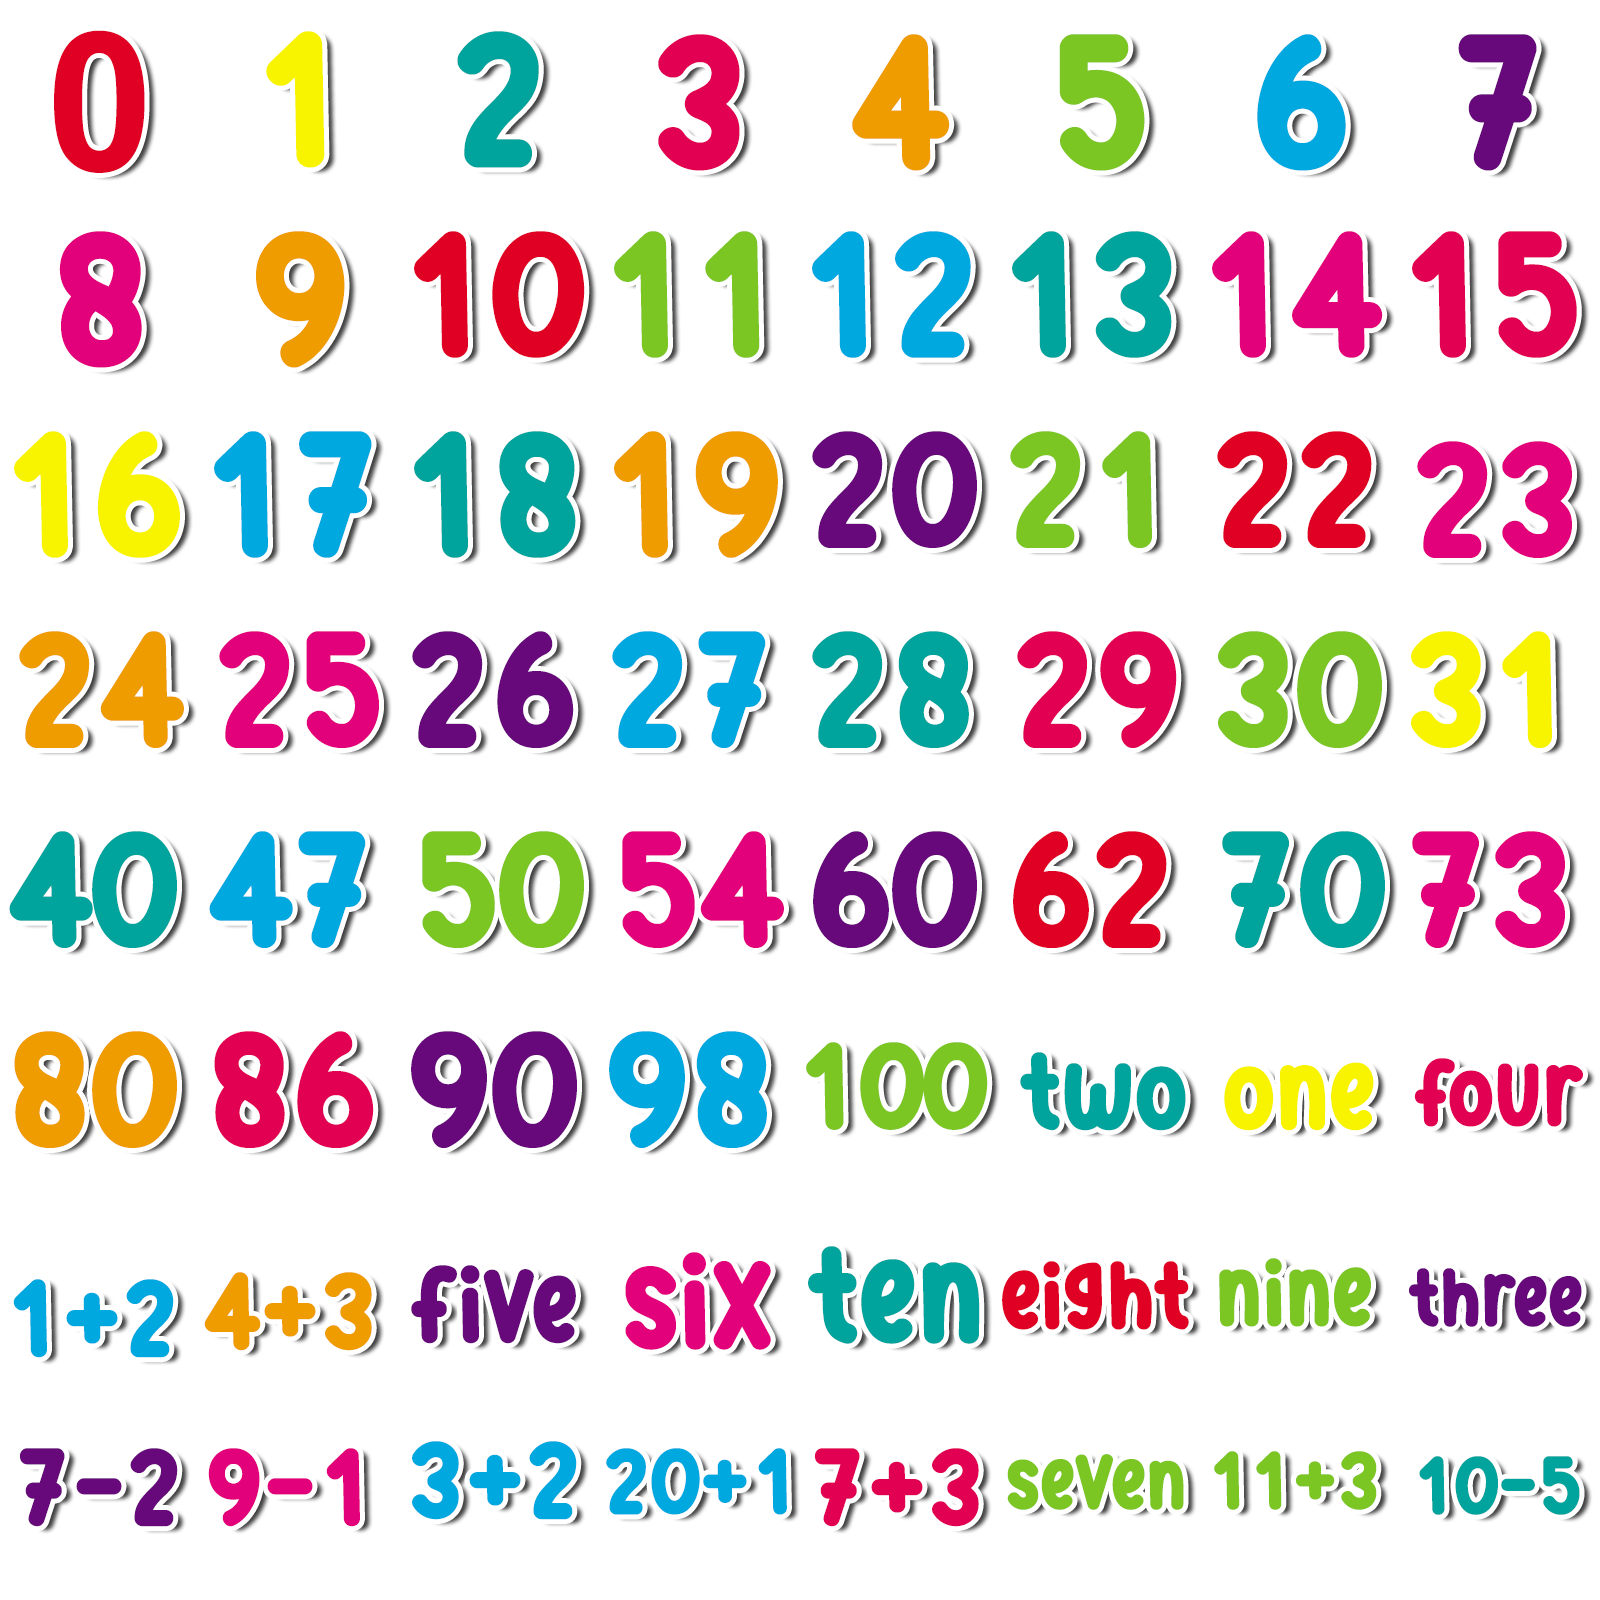 0 1 2 3 4 5 6 7
8 9 10 11 12 13 14 15
16 17 18 19 20 21 22 23
24 25 26 27 28 29 30 31
40 47 50 54 60 62 70 73
80 86 90 98 100 two one four
1+2 4+3 five six ten eight nine three
7-2 9-1 3+2 20+1 7+3 seven 11+3 10-5